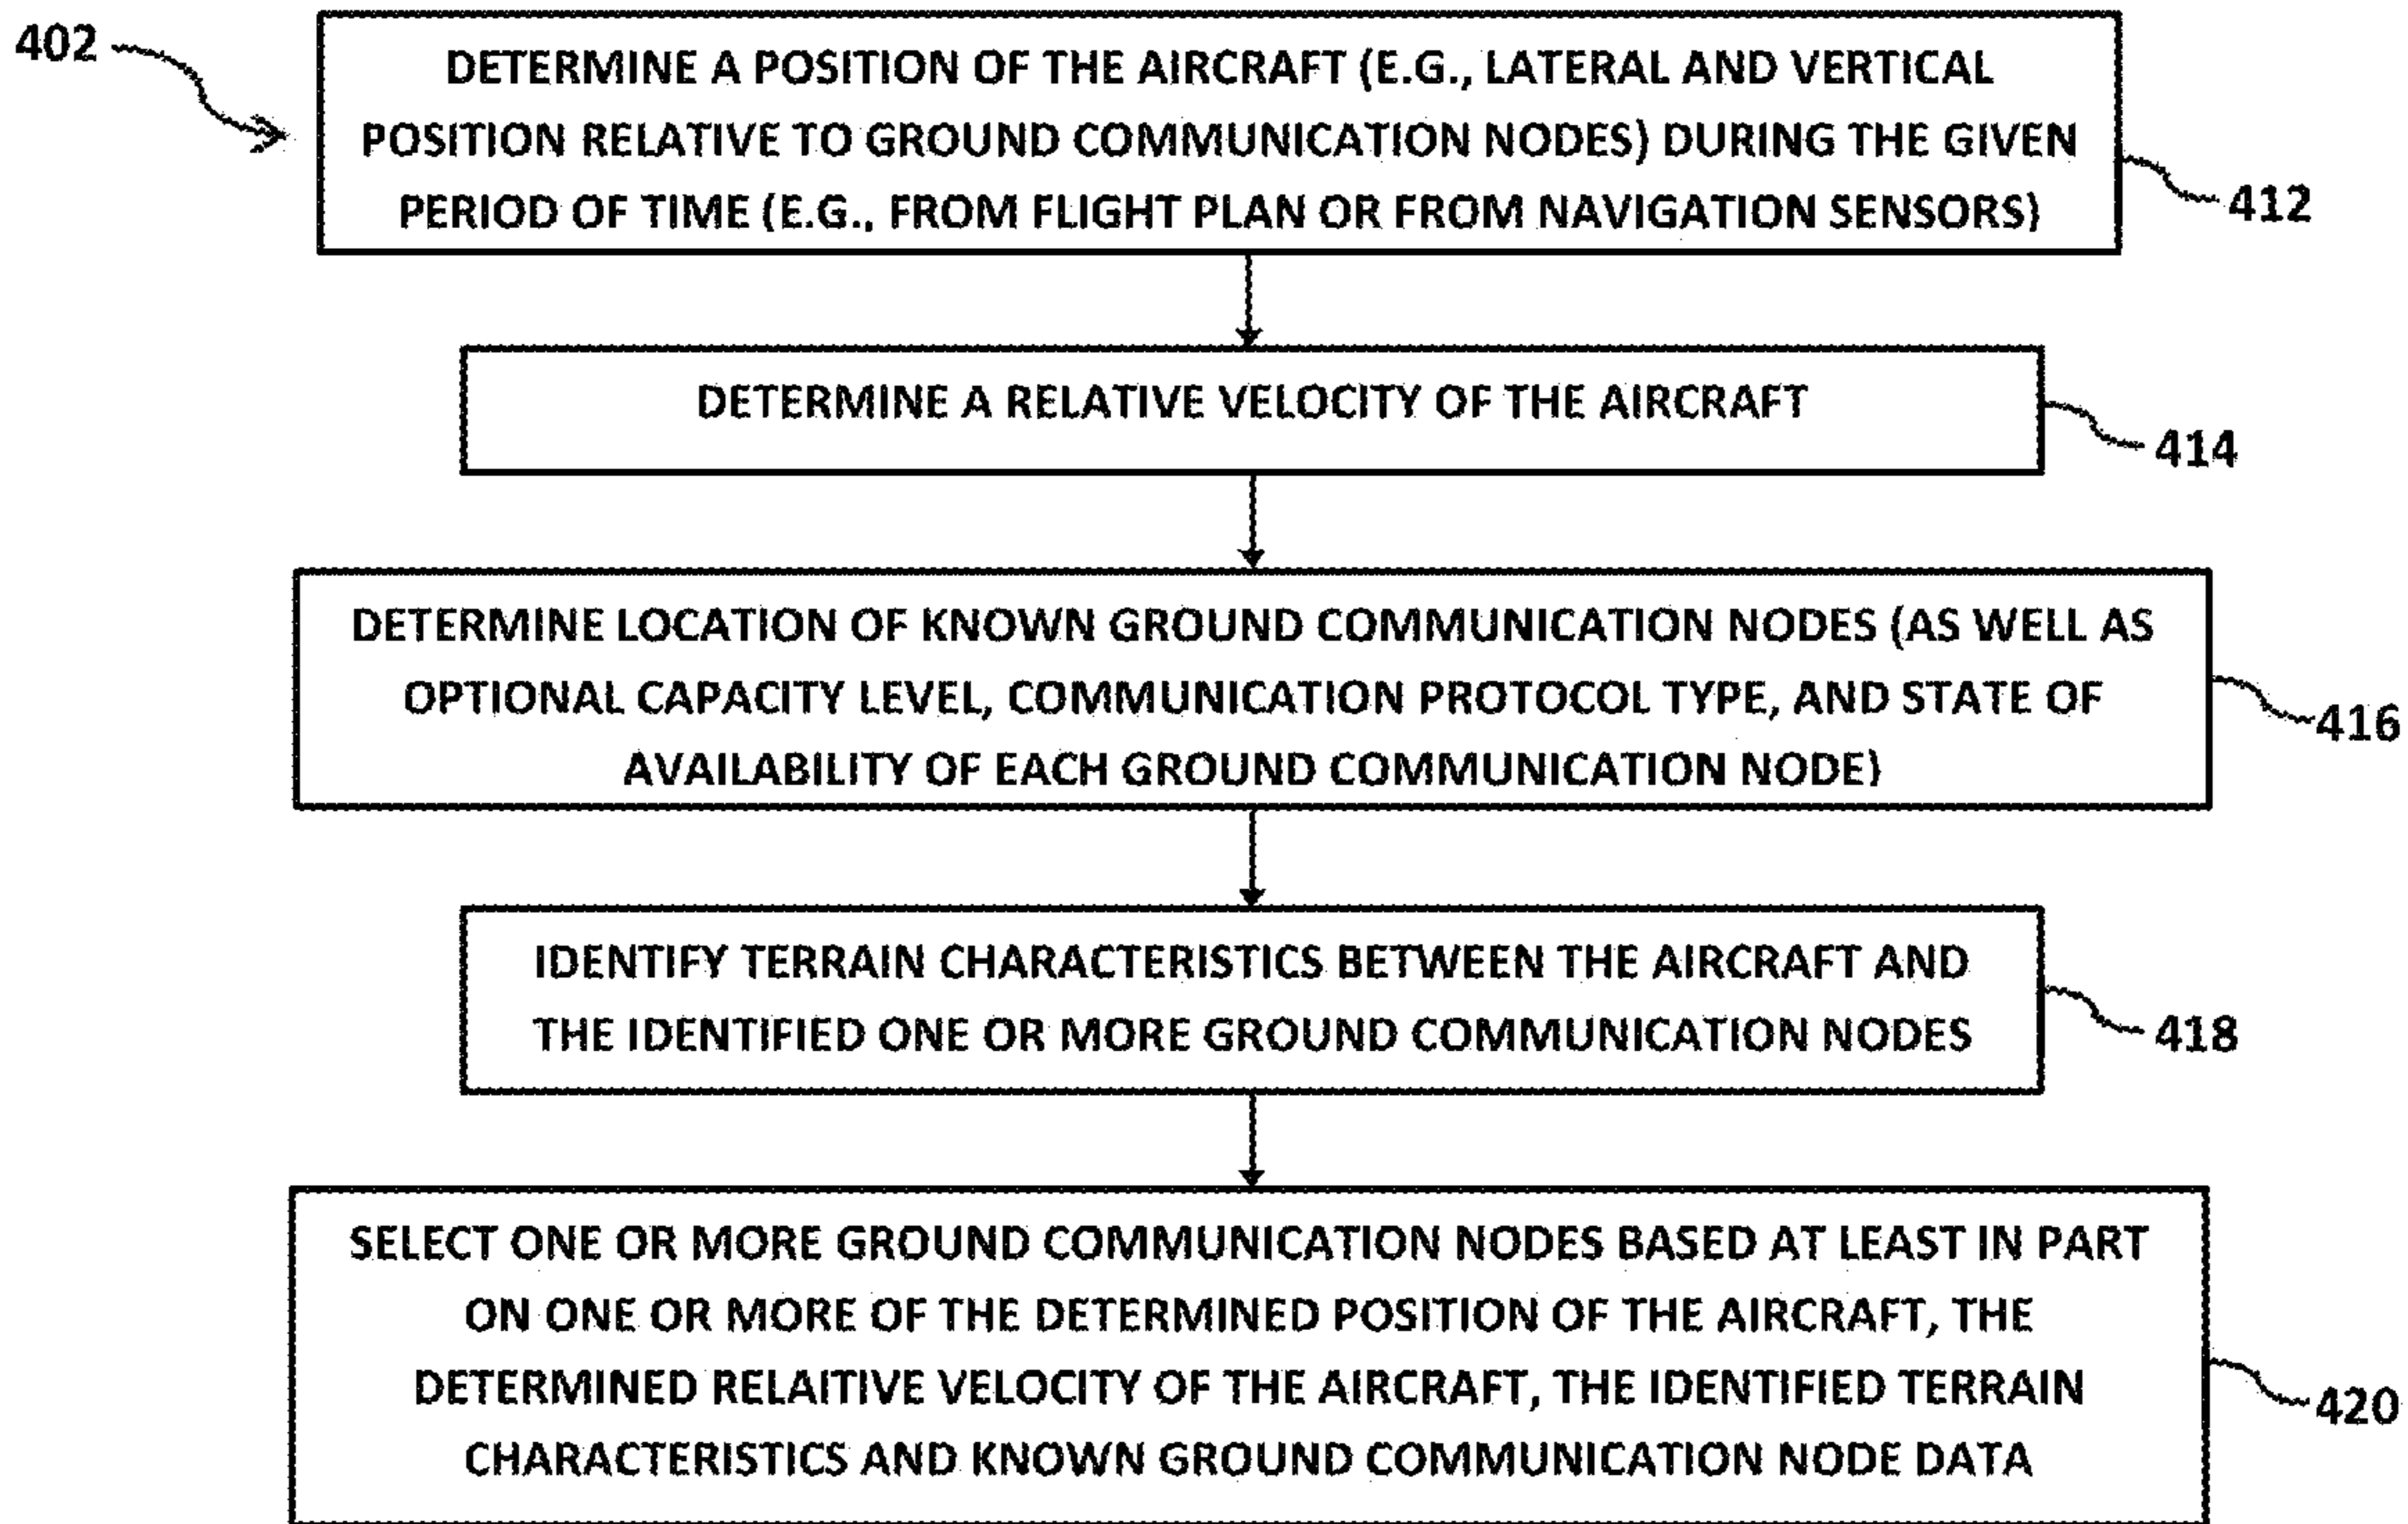 402
DETERMINE A POSITION OF THE AIRCRAFT (E.G., LATERAL AND VERTICAL
POSITION RELATIVE TO GROUND COMMUNICATION NODES) DURING THE GIVEN
PERIOD OF TIME (E.G., FROM FLIGHT PLAN OR FROM NAVIGATION SENSORS)
412
DETERMINE A RELATIVE VELOCITY OF THE AIRCRAFT
414
DETERMINE LOCATION OF KNOWN GROUND COMMUNICATION NODES (AS WELL AS
OPTIONAL CAPACITY LEVEL, COMMUNICATION PROTOCOL TYPE, AND STATE OF
AVAILABILITY OF EACH GROUND COMMUNICATION NODE)
416
IDENTIFY TERRAIN CHARACTERISTICS BETWEEN THE AIRCRAFT AND
THE IDENTIFIED ONE OR MORE GROUND COMMUNICATION NODES
418
SELECT ONE OR MORE GROUND COMMUNICATION NODES BASED AT LEAST IN PART
ON ONE OR MORE OF THE DETERMINED POSITION OF THE AIRCRAFT, THE
DETERMINED RELAITIVE VELOCITY OF THE AIRCRAFT, THE IDENTIFIED TERRAIN
CHARACTERISTICS AND KNOWN GROUND COMMUNICATION NODE DATA
420